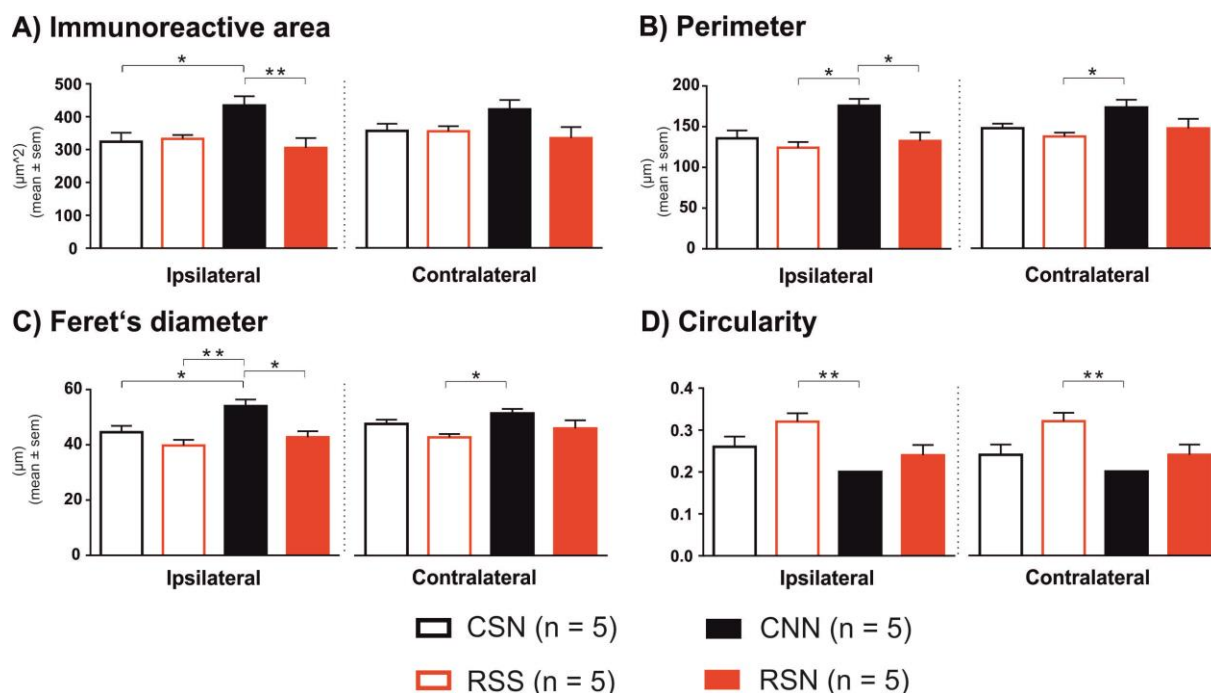 A) Immunoreactive area
* **
500
400
300
200
100
0
(µm^2)
(mean ± sem)
Ipsilateral Contralateral
B) Perimeter
* * *
200
150
100
50
0
(µm)
(mean ± sem)
Ipsilateral Contralateral
C) Feret‘s diameter
** * * *
60
40
20
0
(µm)
(mean ± sem)
Ipsilateral Contralateral
D) Circularity
** **
0.4
0.3
0.2
0.1
0.0
Ipsilateral Contralateral
CSN (n = 5) CNN (n = 5)
RSS (n = 5) RSN (n = 5)